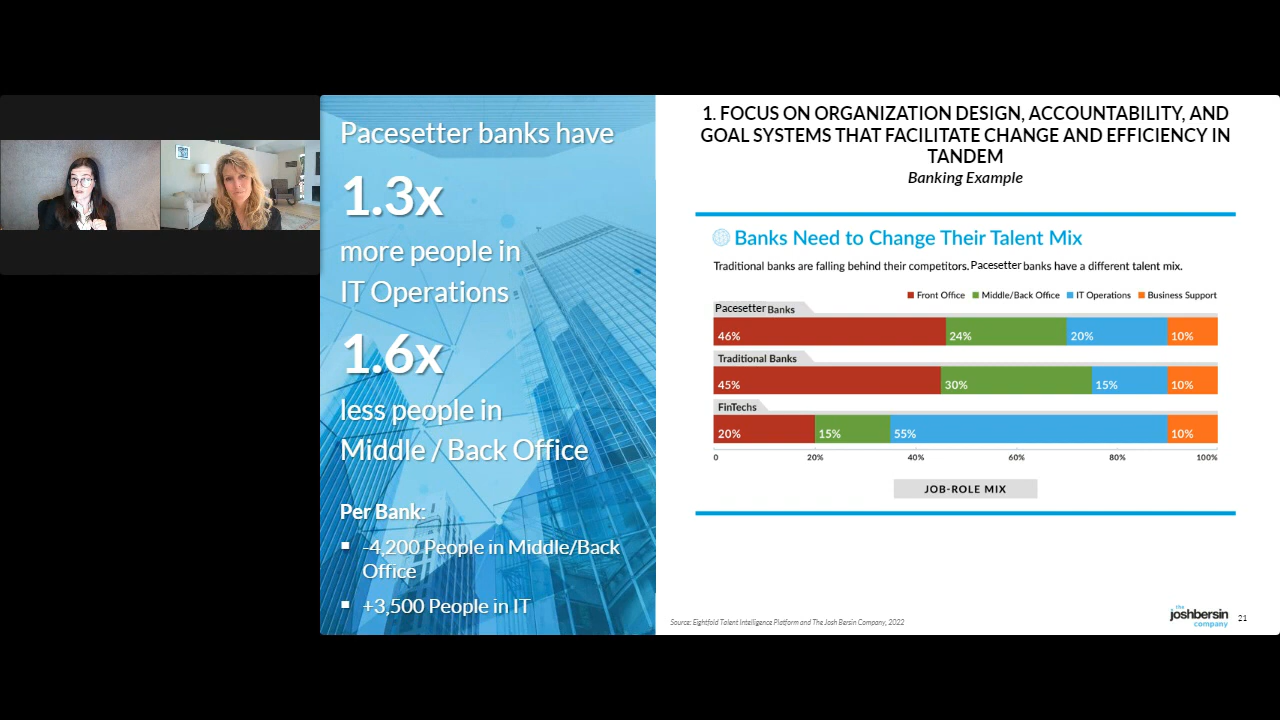 Pacesetter banks have
1.3x
more people in
IT Operations
1.6x
less people in
Middle / Back Office
Per Bank:
-4,200 People in Middle/Back
Office
+3,500 People in IT
1. FOCUS ON ORGANIZATION DESIGN, ACCOUNTABILITY, AND
GOAL SYSTEMS THAT FACILITATE CHANGE AND EFFICIENCY IN
TANDEM
Banking Example
Banks Need to Change Their Talent Mix
Traditional banks are falling behind their competitors. Pacesetter banks have a different talent mix.
Front Office Middle/Back Office IT Operations Business Support
Pacesetter Banks
46% 24% 20% 10%
Traditional Banks
45% 30% 15% 10%
FinTechs
20% 15% 55% 10%
0 20% 40% 60% 80% 100%
JOB-ROLE MIX
Source: Eightfold Talent Intelligence Platform and The Josh Bersin Company, 2022
the
joshbersin
company
21